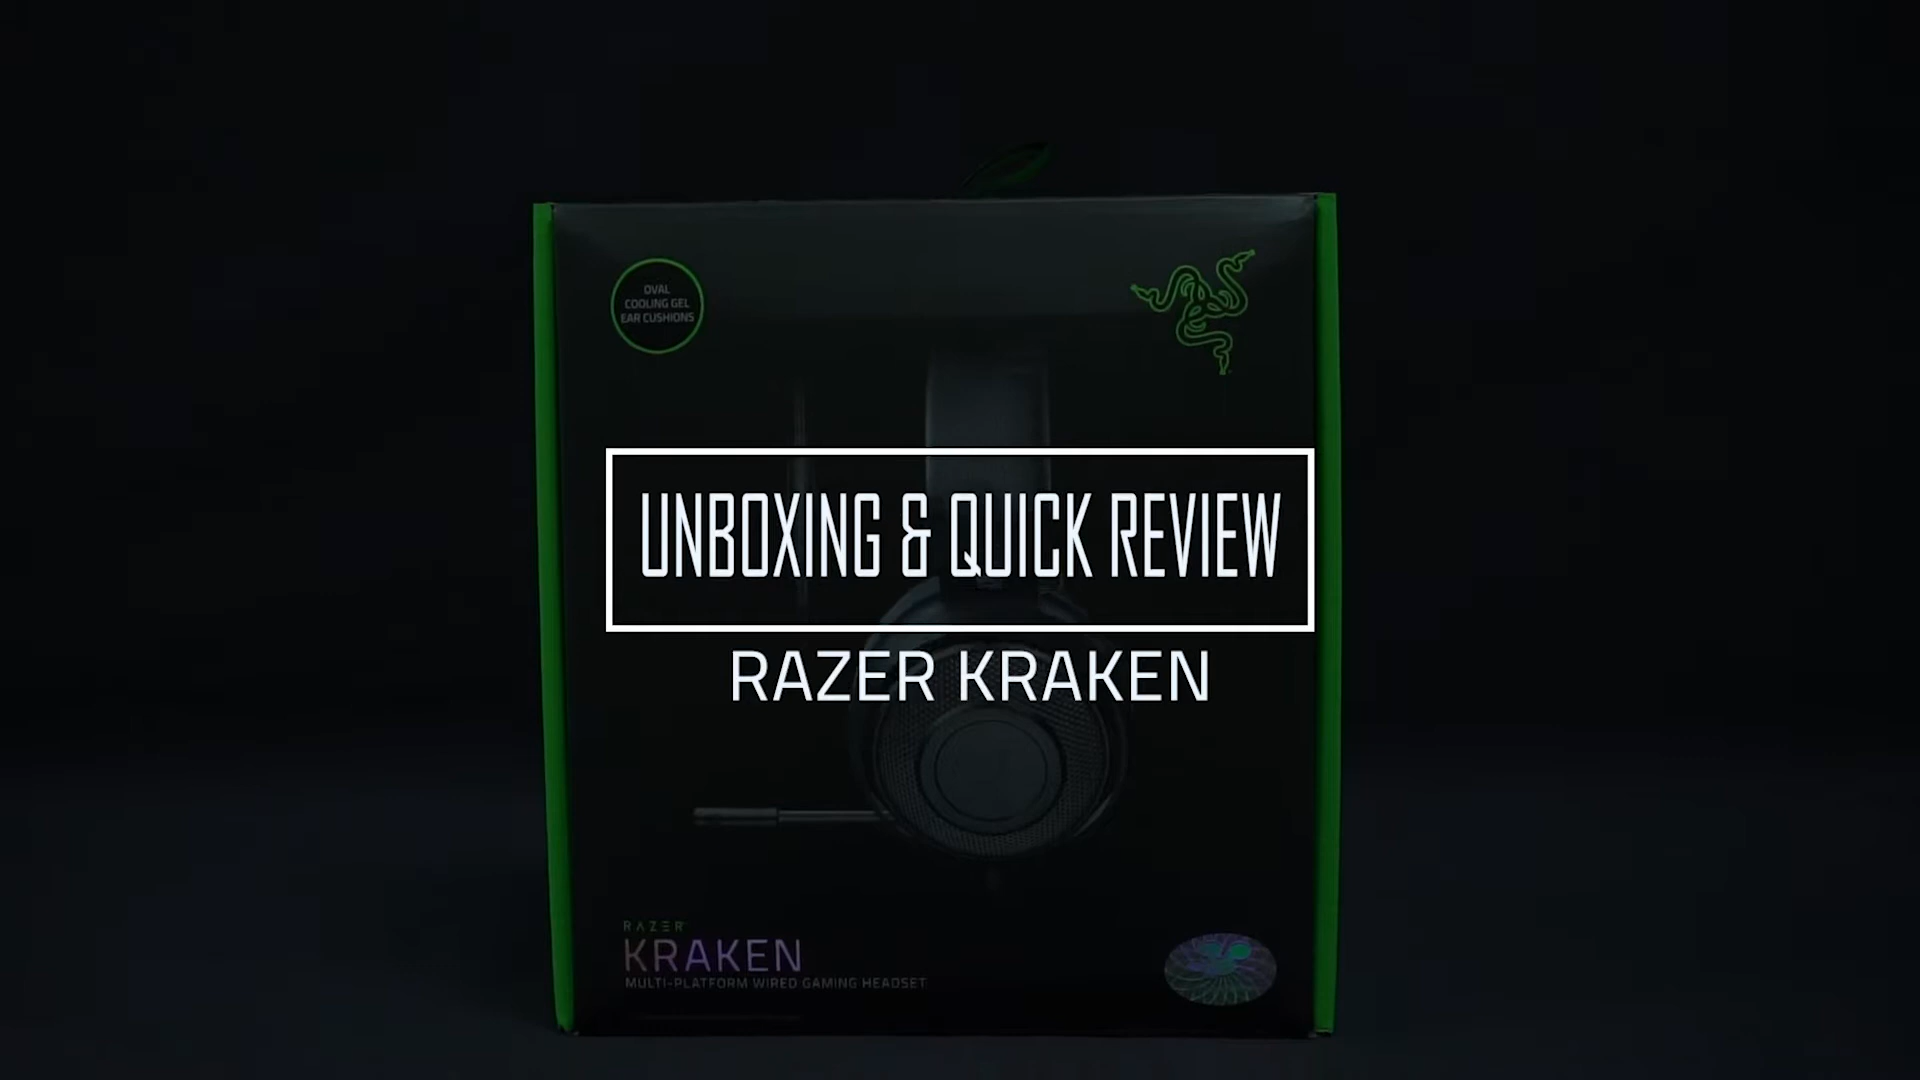 OVAL
COOLING GEL
EAR CUSHIONS
UNBOXING & QUICK REVIEW
RAZER KRAKEN
RAZER
KRAKEN
MULTI-PLATFORM WIRED GAMING HEADSET